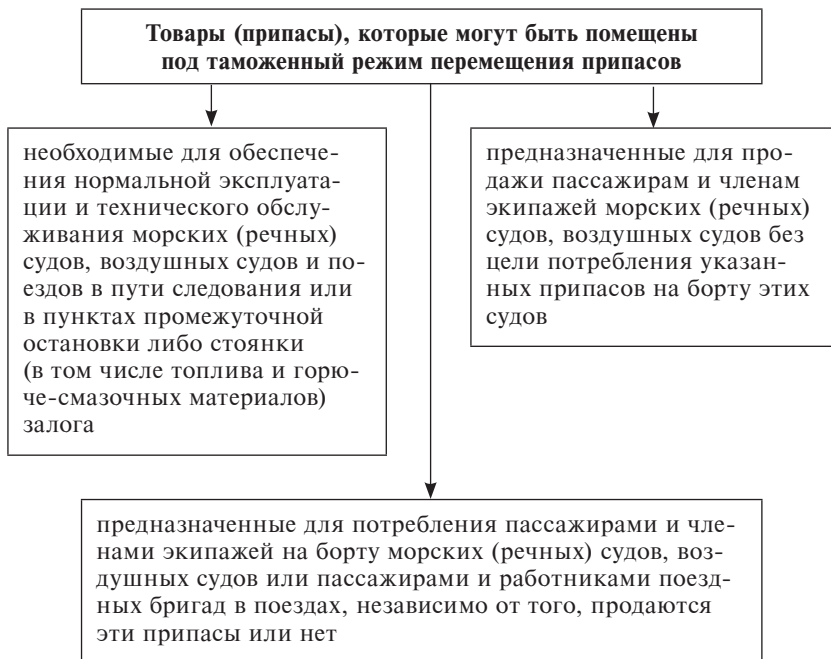 Товары (припасы), которые могут быть помещены
под таможенный режим перемещения припасов
необходимые для обеспече-
ния нормальной эксплуата-
ции и технического обслу-
живания морских (речных)
судов, воздушных судов и по-
ездов в пути следования или
в пунктах промежуточной
остановки либо стоянки
(в том числе топлива и горю-
че-смазочных материалов)
залога
предназначенные для про-
дажи пассажирам и членам
экипажей морских (речных)
судов, воздушных судов без
цели потребления указан-
ных припасов на борту этих
судов
предназначенные для потребления пассажирами и чле-
нами экипажей на борту морских (речных) судов, воз-
душных судов или пассажирами и работниками поезд-
ных бригад в поездах, независимо от того, продаются
эти припасы или нет